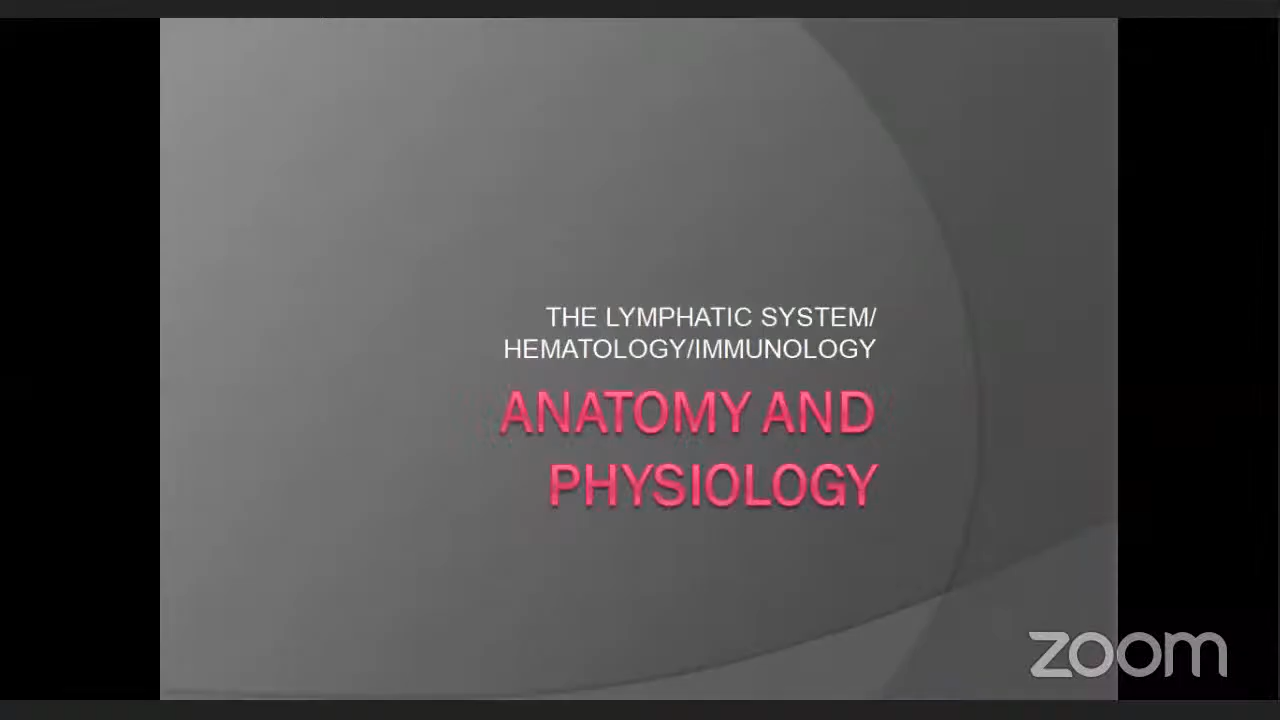 THE LYMPHATIC SYSTEM/
HEMATOLOGY/IMMUNOLOGY
ANATOMY AND
PHYSIOLOGY
zoom